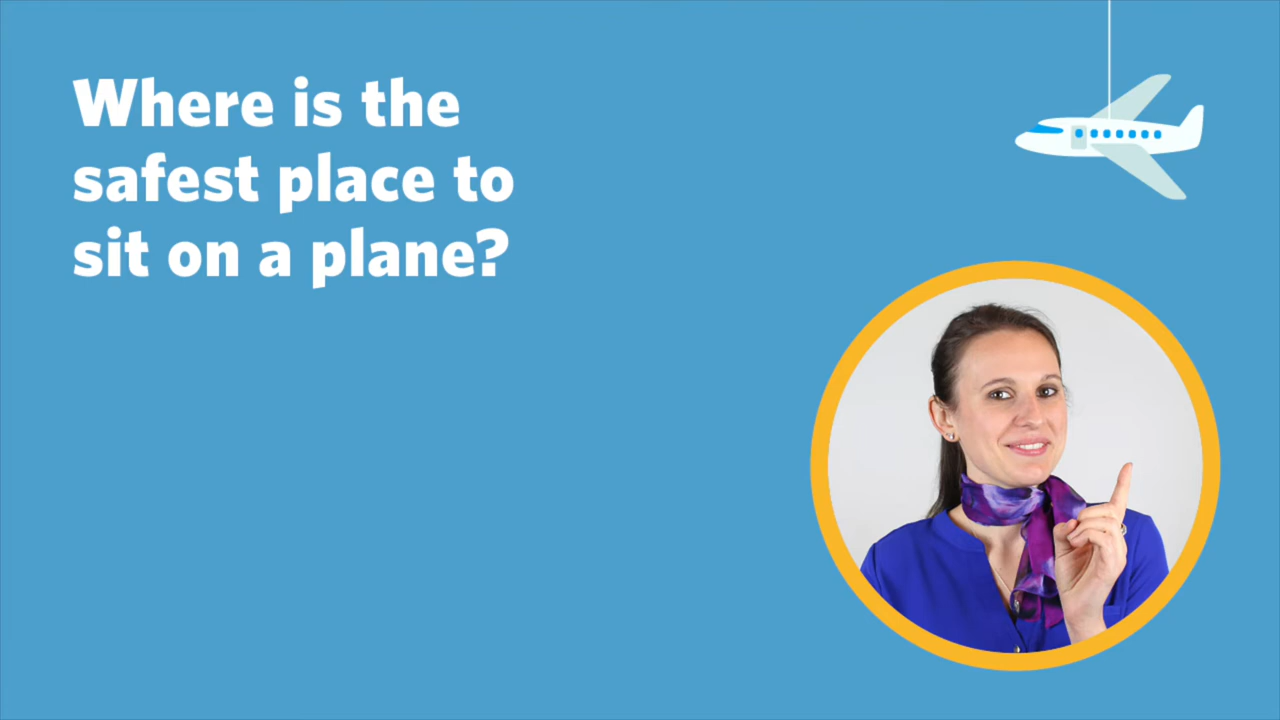 Where is the
safest place to
sit on a plane?